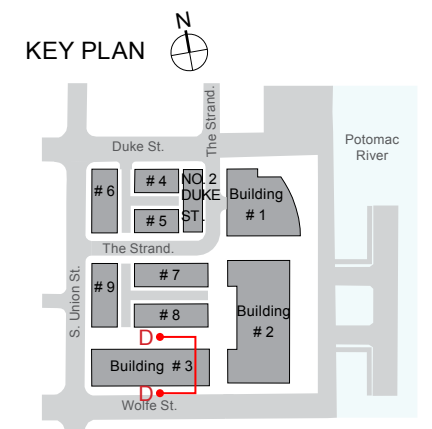 N
KEY PLAN
The Strand.
Duke St.
Potomac
River
# 4
NO. 2
DUKE
ST.
# 6
Building
# 1
# 5
The Strand.
S. Union St.
# 7
# 9
# 8
Building
# 2
D
Building # 3
D
Wolfe St.